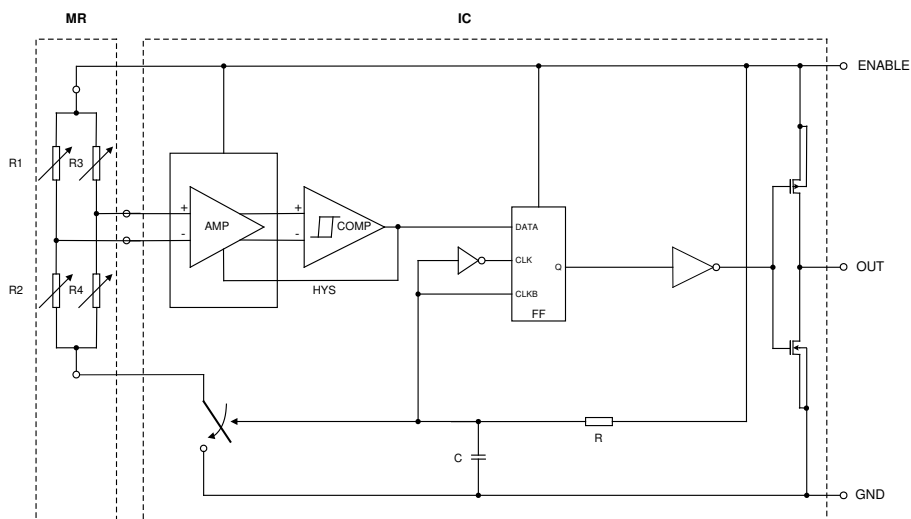 MR IC
ENABLE
R1 R3
+ +
AMP COMP
- -
DATA
CLK
Q OUT
R2 R4
HYS
CLKB
FF
R
C
GND